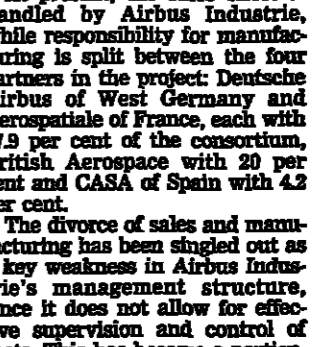 andled by Airbus Industrie,
hile responsibility for manufac-
uring is split between the four
artners in the project: Deutsche
irbus of West Germany and
erospatiale of France, each with
7.9 per cent of the consortium,
ritish Aerospace with 20 per
ent and CASA of Spain with 4.2
er cent.
The divorce of sales and manu-
acturing has been singled out as
key weakness in Airbus Indus-
rie's management structure,
nce it does not allow for effec-
ve supervision and control of